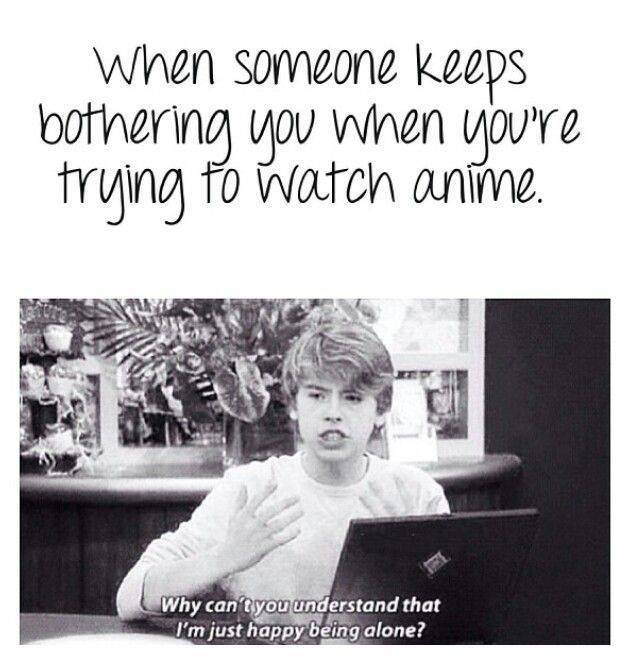 When someone keeps
bothering you when you're
trying to watch anime.
Why can't you understand that
I'm just happy being alone?